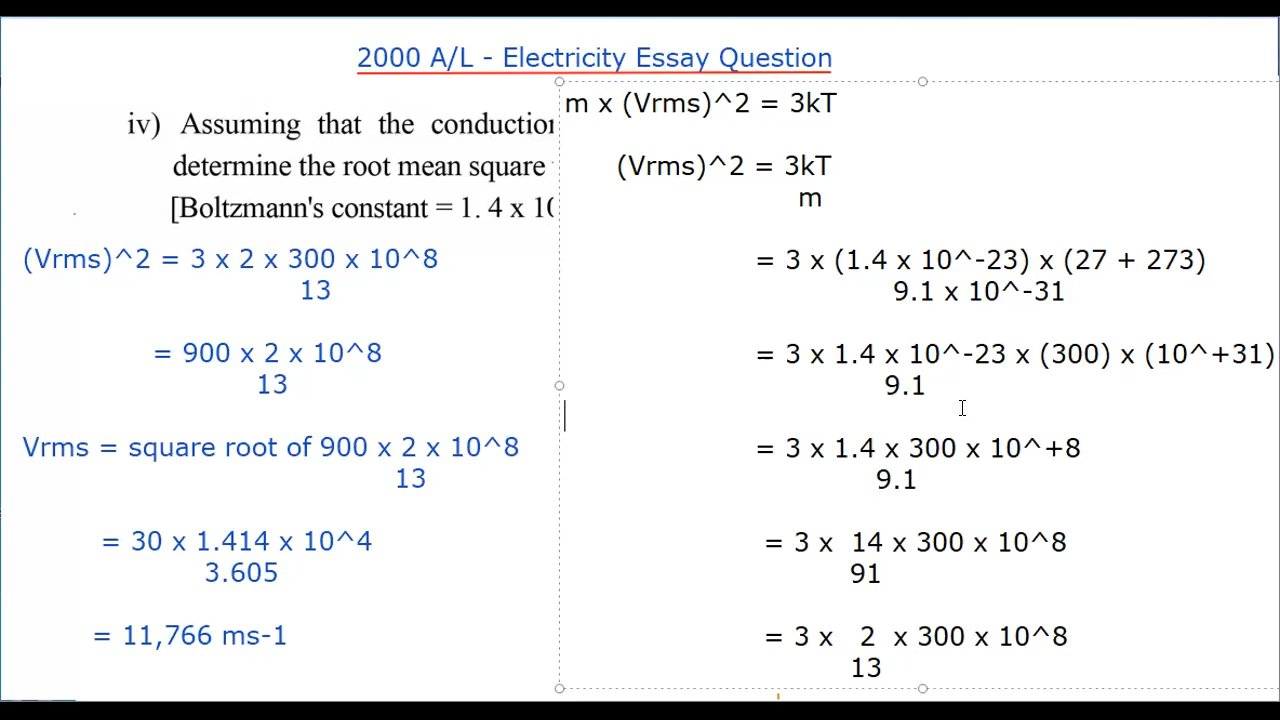 2000 A/L - Electricity Essay Question
iv) Assuming that the conduction
determine the root mean square
[Boltzmann's constant = 1. 4 x 10
(Vrms)^2 = 3 x 2 x 300 x 10^8
13
= 900 x 2 x 10^8
13
Vrms = square root of 900 x 2 x 10^8
13
= 30 x 1.414 x 10^4
3.605
= 11,766 ms-1
m x (Vrms)^2 = 3kT
(Vrms)^2 = 3kT
m
= 3 x (1.4 x 10^-23) x (27 + 273)
9.1 x 10^-31
= 3 x 1.4 x 10^-23 x (300) x (10^+31)
9.1
= 3 x 1.4 x 300 x 10^+8
9.1
= 3 x 14 x 300 x 10^8
91
= 3 x 2 x 300 x 10^8
13